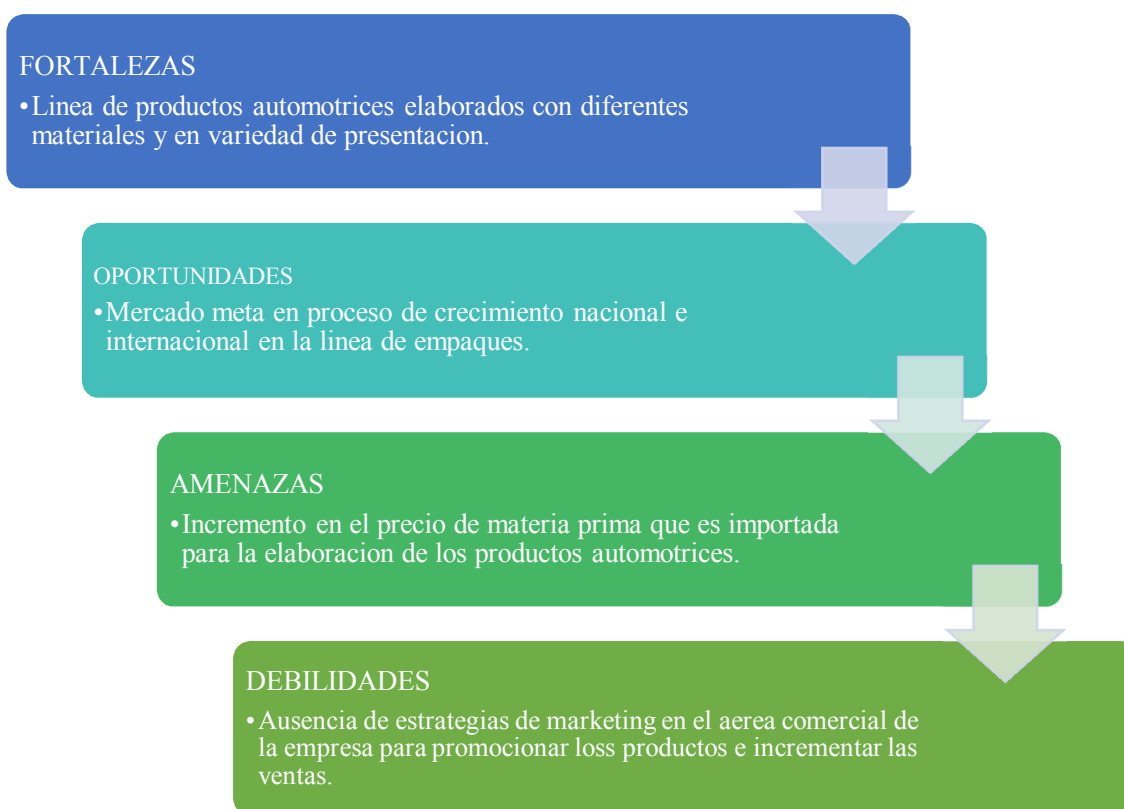 FORTALEZAS
•Linea de productos automotrices elaborados con diferentes
materiales y en variedad de presentacion.
OPORTUNIDADES
•Mercado meta en proceso de crecimiento nacional e
internacional en la linea de empaques.
AMENAZAS
•Incremento en el precio de materia prima que es importada
para la elaboracion de los productos automotrices.
DEBILIDADES
•Ausencia de estrategias de marketing en el aerea comercial de
la empresa para promocionar loss productos e incrementar las
ventas.